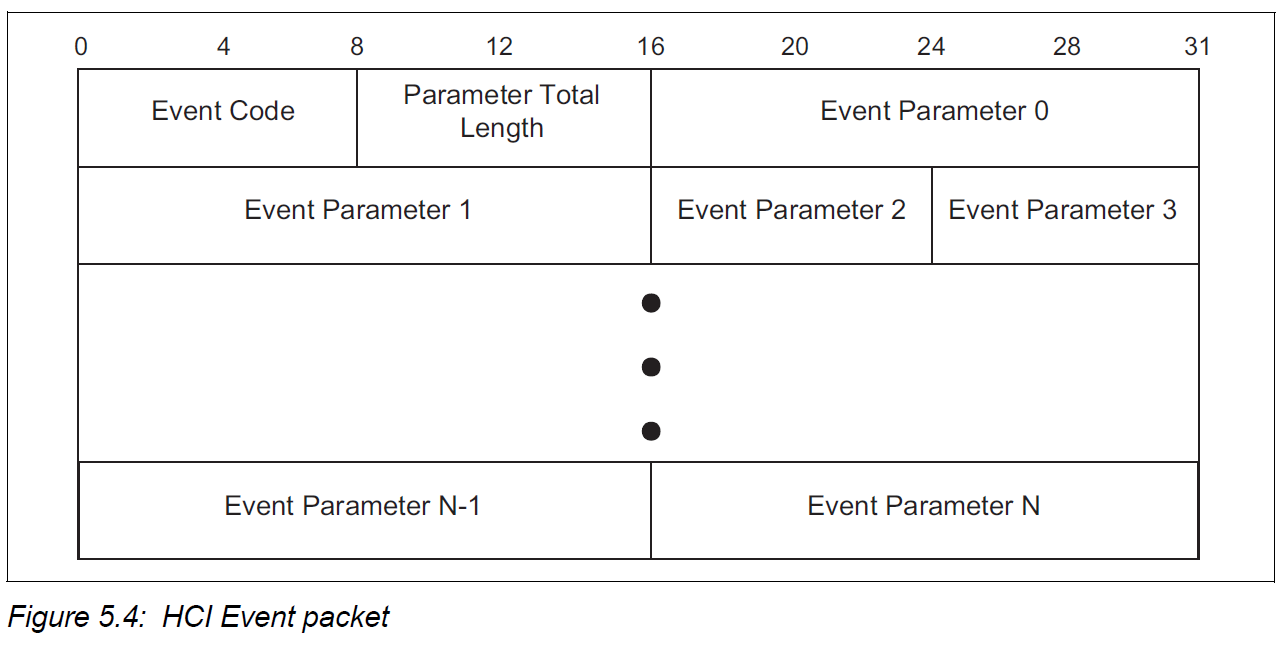 0 4 8 12 16 20 24 28 31
Event Code
Parameter Total
Length
Event Parameter 0
Event Parameter 1
Event Parameter 2
Event Parameter 3
Event Parameter N-1
Event Parameter N
Figure 5.4: HCI Event packet